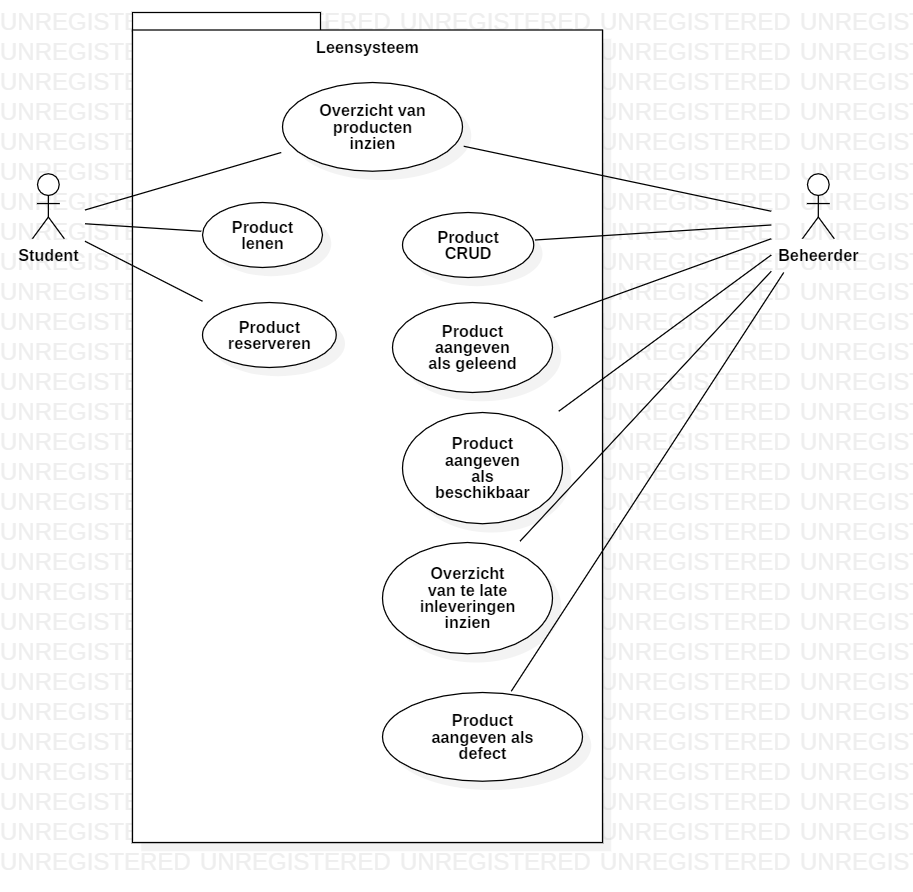 Leensysteem
Overzicht van
producten
inzien
Student
Product
lenen
Product
CRUD
Beheerder
Product
reserveren
Product
aangeven
als geleend
Product
aangeven
als
beschikbaar
Overzicht
van te late
inleveringen
inzien
Product
aangeven als
defect
UNREGISTERED UNREGISTERED UNREGISTERED UNREGISTERED UNREGIST